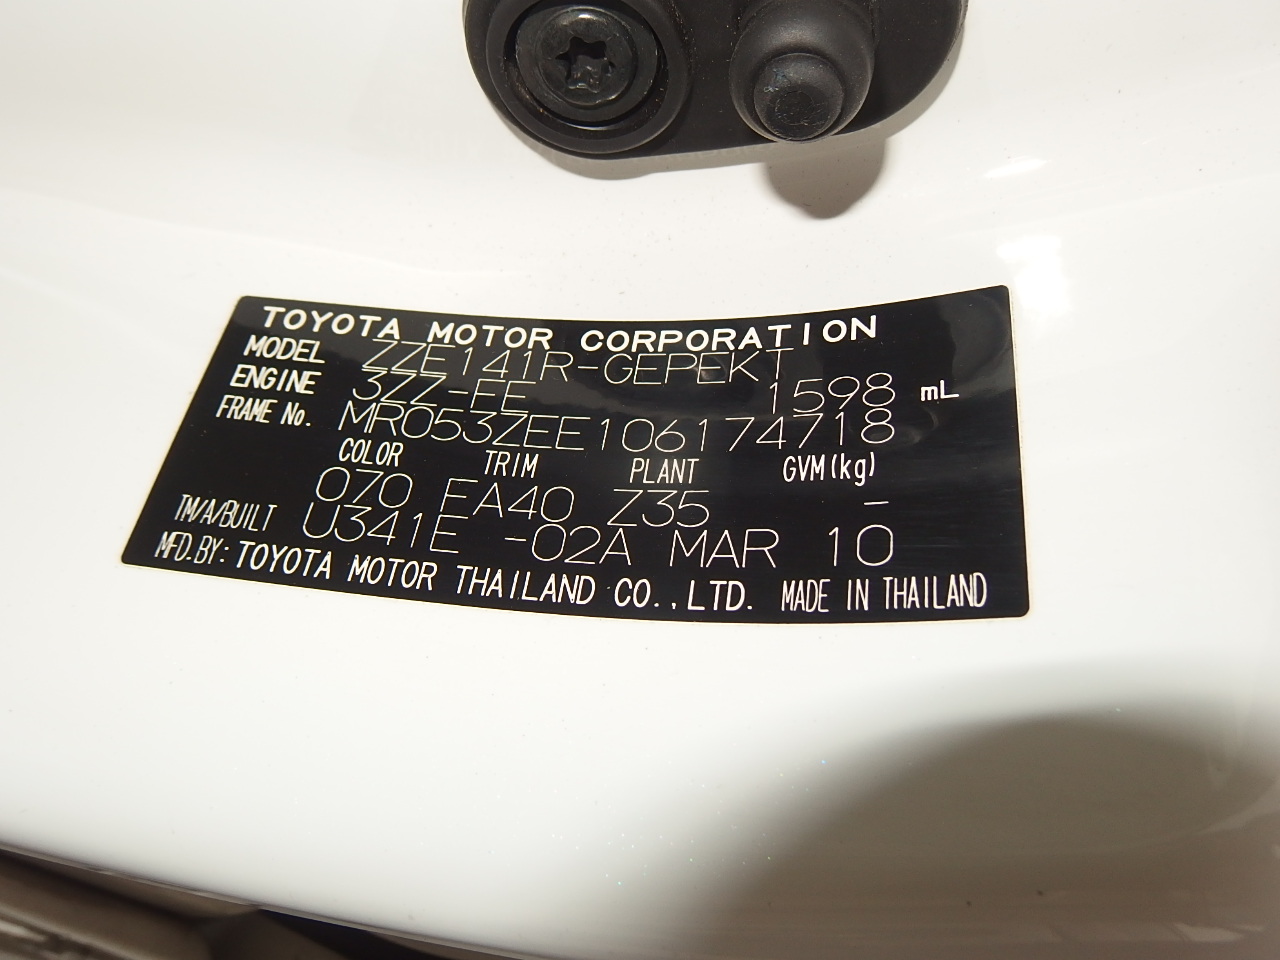 TOYOTA MOTOR CORPORATION
MODEL ZZE141R-GEPEKT
ENGINE 3ZZ-FE 1598 mL
FRAME No. MR053ZEE106174718
COLOR TRIM PLANT GVM(kg)
070 FA40 Z35 –
TM/A/BUILT U341E -02A MAR 10
MFD.BY: TOYOTA MOTOR THAILAND CO.,LTD. MADE IN THAILAND